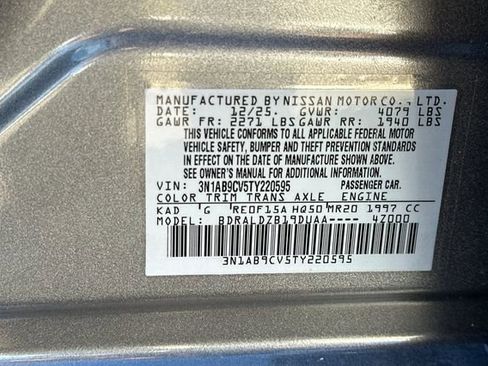 MANUFACTURED BY NISSAN MOTOR CO., LTD.
DATE: 12/25. GVWR: 4079 LBS
GAWR FR: 2271 LBS GAWR RR: 1940 LBS
THIS VEHICLE CONFORMS TO ALL APPLICABLE FEDERAL MOTOR
VEHICLE SAFETY, BUMPER AND THEFT PREVENTION STANDARDS
IN EFFECT ON THE DATE OF MANUFACTURE SHOWN ABOVE.
SEE OWNER'S MANUAL FOR ADDITIONAL INFORMATION
VIN: 3N1AB9CV5TY220595 PASSENGER CAR.
COLOR TRIM TRANS AXLE ENGINE
KAD G RE0F15A HQ50 MR20 1997 CC
MODEL: BDRALDZB19DUAA---- 4Z000
3N1AB9CV5TY220595